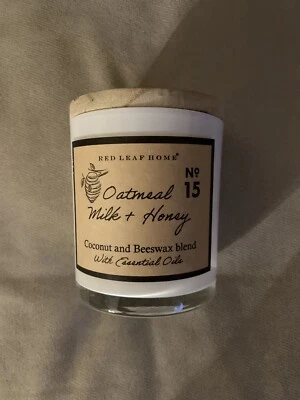 RED LEAF HOME®
Nº
15
Oatmeal
Milk + Honey
Coconut and Beeswax blend
With Essential Oils